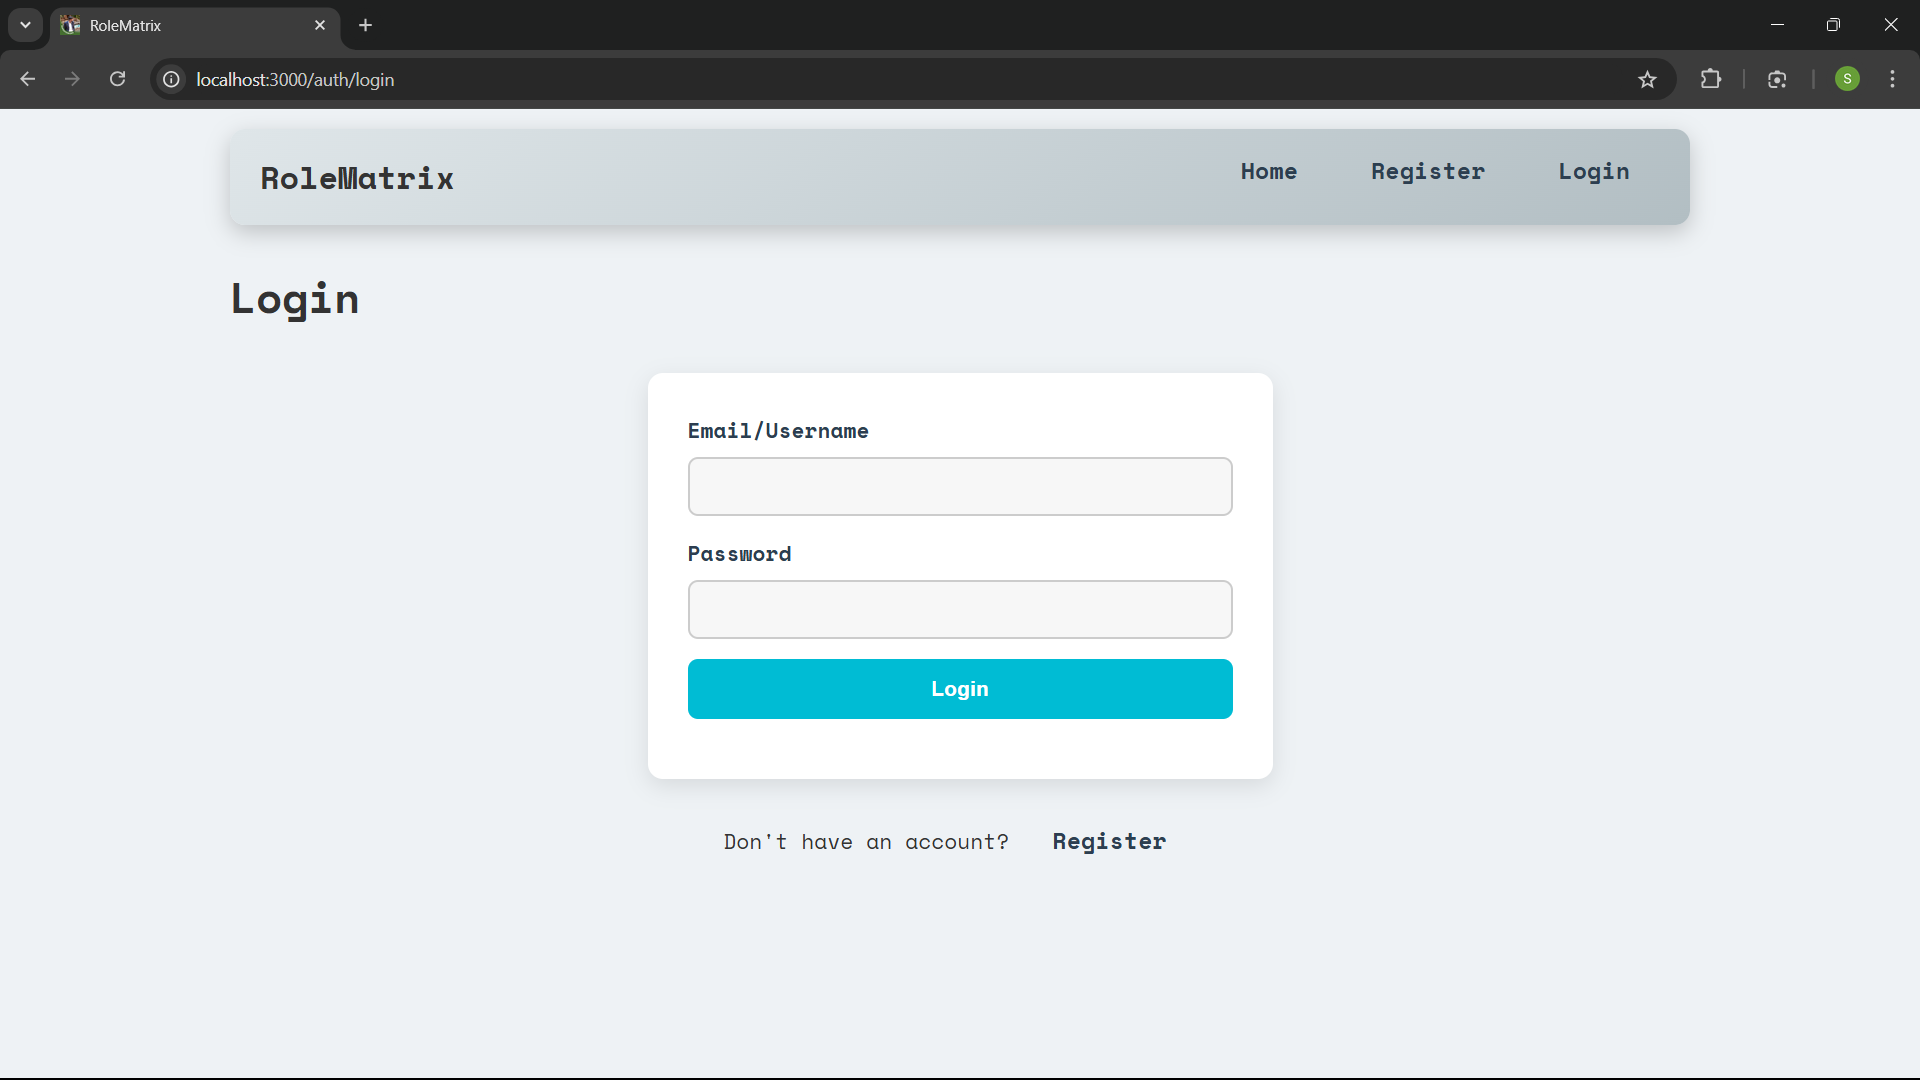 RoleMatrix
localhost:3000/auth/login
S
RoleMatrix
Home Register Login
Login
Email/Username
Password
Login
Don't have an account? Register